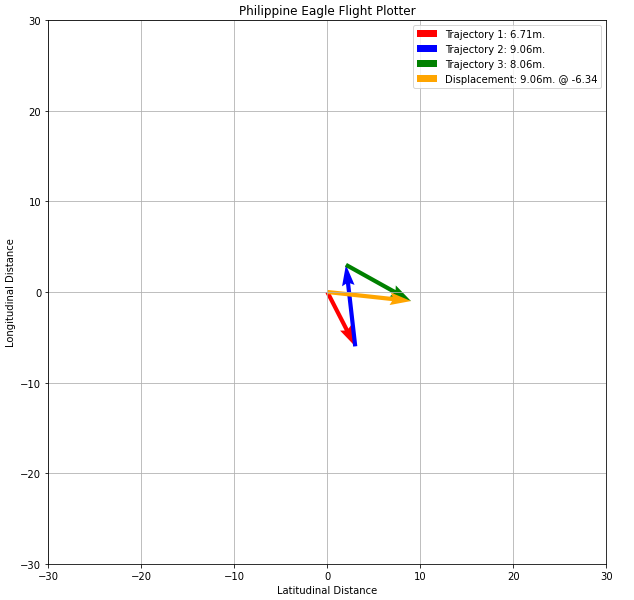 Philippine Eagle Flight Plotter
Trajectory 1: 6.71m.
Trajectory 2: 9.06m.
Trajectory 3: 8.06m.
Displacement: 9.06m. @ -6.34
30
20
10
0
−10
−20
−30
Longitudinal Distance
−30 −20 −10 0 10 20 30
Latitudinal Distance